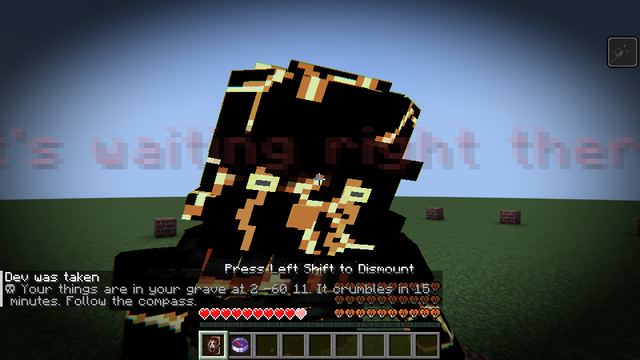 's waiting right ther
Press Left Shift to Dismount
Dev was taken
☠ Your things are in your grave at 2 -60 11. It crumbles in 15
minutes. Follow the compass.